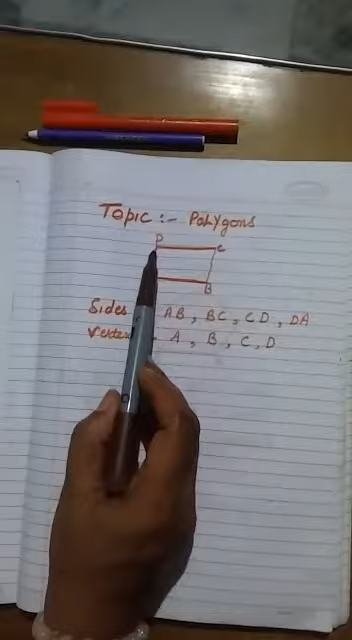 Topic :- Polygons
D
C
B
Sides AB, BC, CD, DA
A, B, C, D